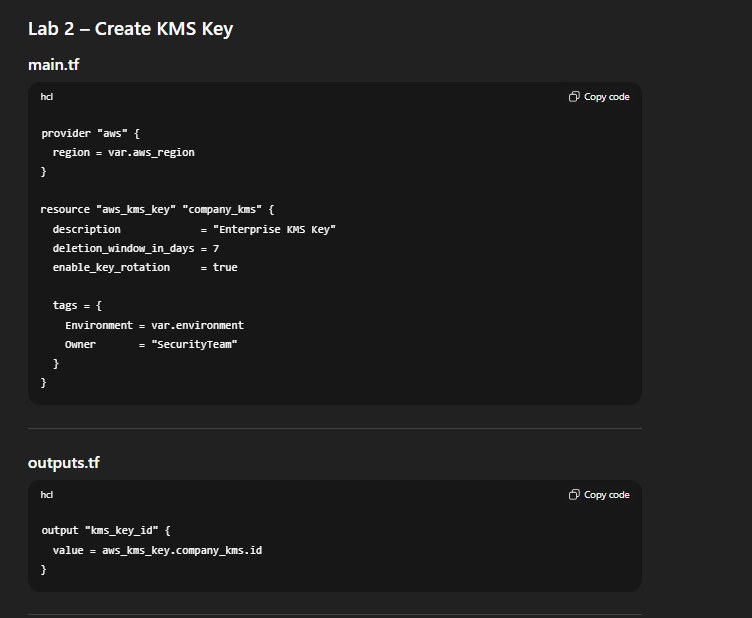 Lab 2 – Create KMS Key
main.tf
hcl
Copy code
provider "aws" {
  region = var.aws_region
}
resource "aws_kms_key" "company_kms" {
  description             = "Enterprise KMS Key"
  deletion_window_in_days = 7
  enable_key_rotation     = true
  tags = {
    Environment = var.environment
    Owner       = "SecurityTeam"
  }
}
outputs.tf
hcl
Copy code
output "kms_key_id" {
  value = aws_kms_key.company_kms.id
}